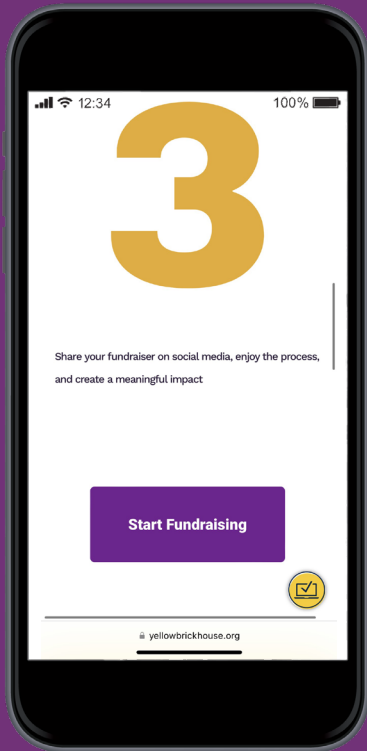 12:34
100%
3
Share your fundraiser on social media, enjoy the process,
and create a meaningful impact
Start Fundraising
yellowbrickhouse.org